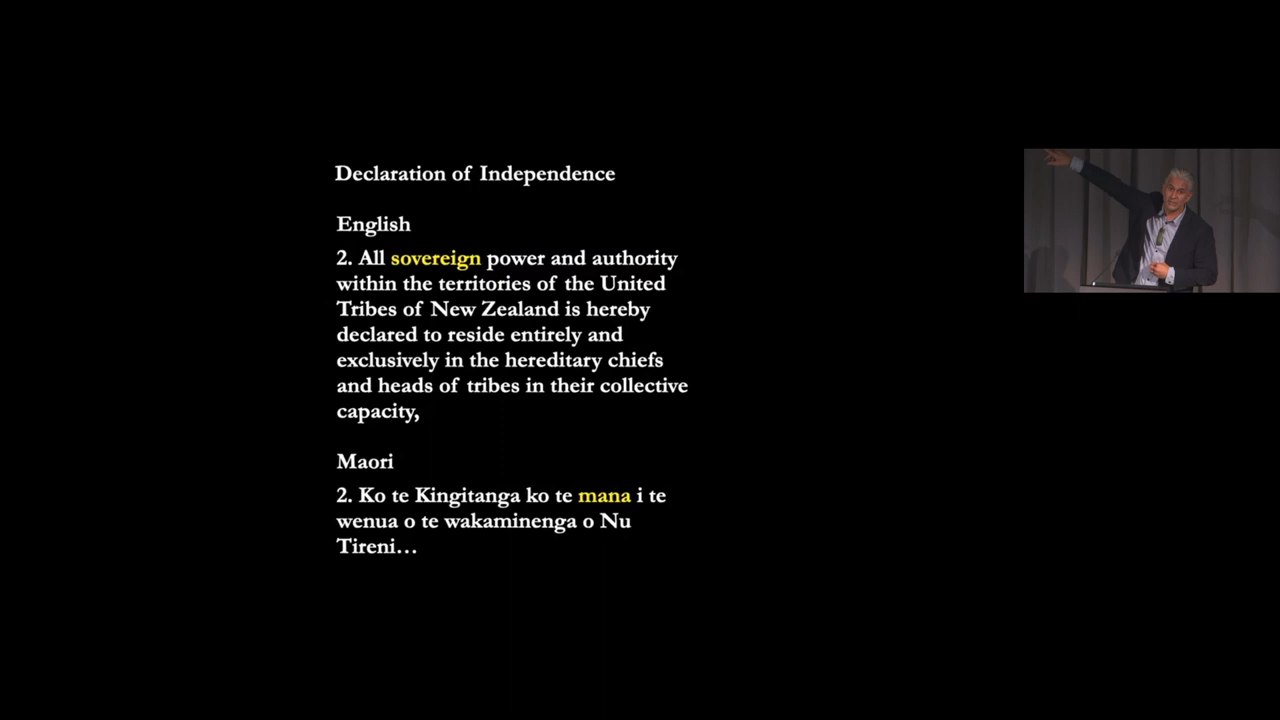 Declaration of Independence
English
2. All sovereign power and authority
within the territories of the United
Tribes of New Zealand is hereby
declared to reside entirely and
exclusively in the hereditary chiefs
and heads of tribes in their collective
capacity,
Maori
2. Ko te Kingitanga ko te mana i te
wenua o te wakaminenga o Nu
Tireni…